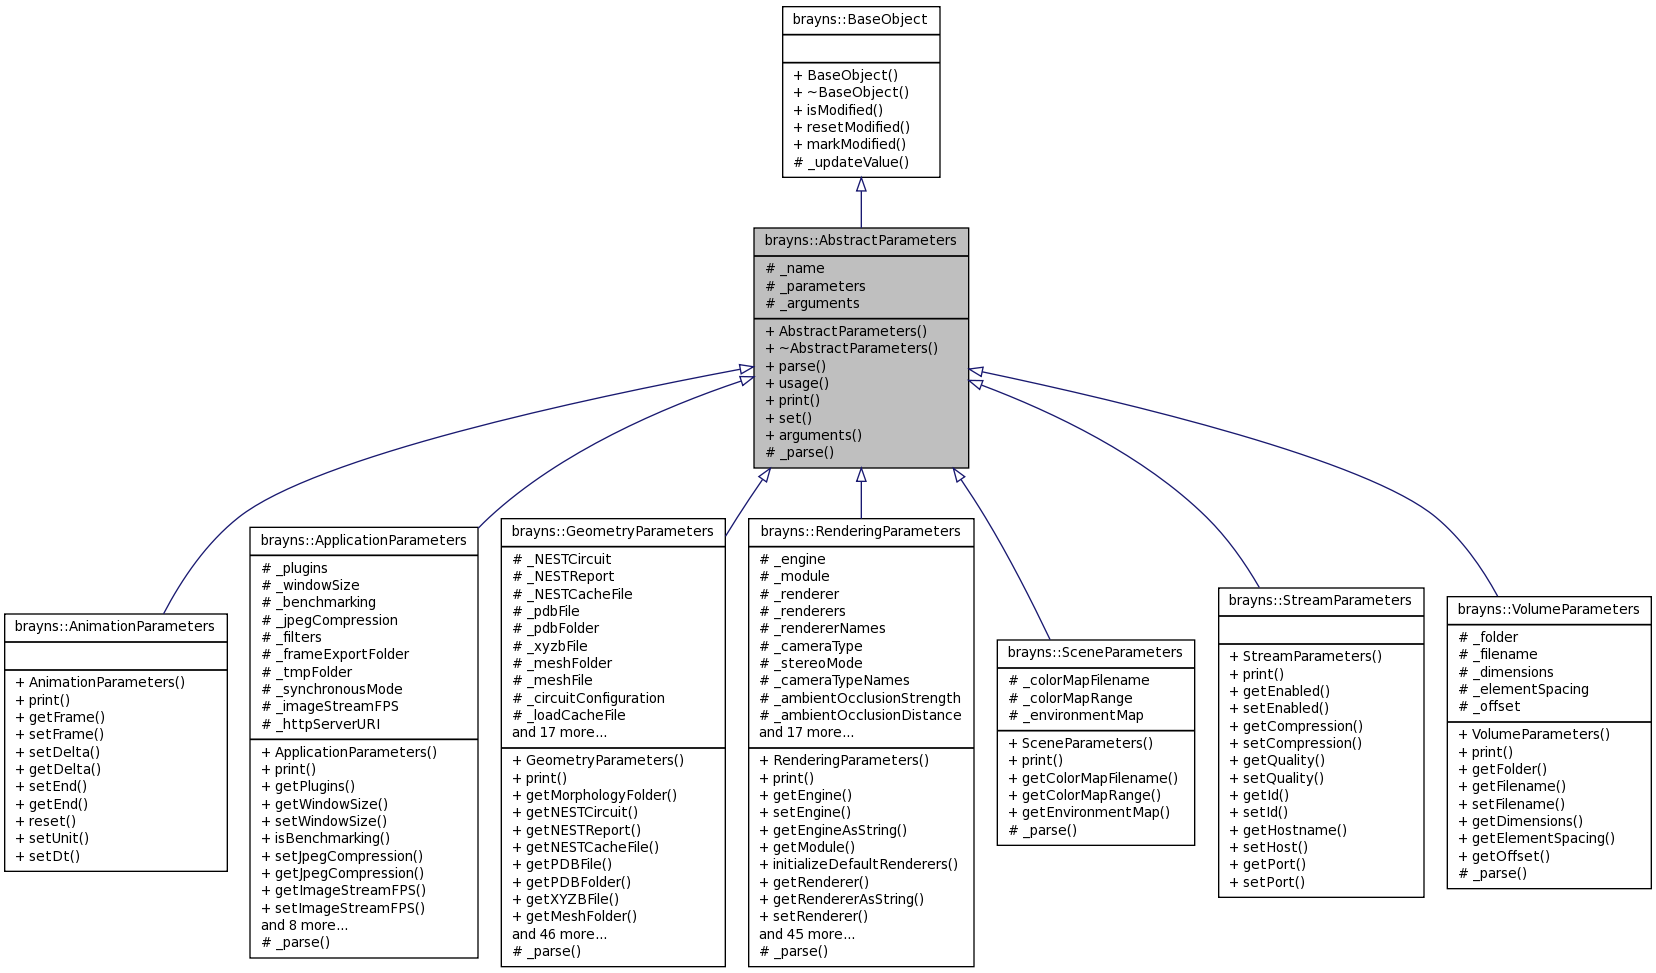 brayns::BaseObject
+ BaseObject()
+ ~BaseObject()
+ isModified()
+ resetModified()
+ markModified()
# _updateValue()
brayns::AbstractParameters
# _name
# _parameters
# _arguments
+ AbstractParameters()
+ ~AbstractParameters()
+ parse()
+ usage()
+ print()
+ set()
+ arguments()
# _parse()
brayns::AnimationParameters
+ AnimationParameters()
+ print()
+ getFrame()
+ setFrame()
+ setDelta()
+ getDelta()
+ setEnd()
+ getEnd()
+ reset()
+ setUnit()
+ setDt()
brayns::ApplicationParameters
# _plugins
# _windowSize
# _benchmarking
# _jpegCompression
# _filters
# _frameExportFolder
# _tmpFolder
# _synchronousMode
# _imageStreamFPS
# _httpServerURI
+ ApplicationParameters()
+ print()
+ getPlugins()
+ getWindowSize()
+ setWindowSize()
+ isBenchmarking()
+ setJpegCompression()
+ getJpegCompression()
+ getImageStreamFPS()
+ setImageStreamFPS()
and 8 more...
# _parse()
brayns::GeometryParameters
# _NESTCircuit
# _NESTReport
# _NESTCacheFile
# _pdbFile
# _pdbFolder
# _xyzbFile
# _meshFolder
# _meshFile
# _circuitConfiguration
# _loadCacheFile
and 17 more...
+ GeometryParameters()
+ print()
+ getMorphologyFolder()
+ getNESTCircuit()
+ getNESTReport()
+ getNESTCacheFile()
+ getPDBFile()
+ getPDBFolder()
+ getXYZBFile()
+ getMeshFolder()
and 46 more...
# _parse()
brayns::RenderingParameters
# _engine
# _module
# _renderer
# _renderers
# _rendererNames
# _cameraType
# _stereoMode
# _cameraTypeNames
# _ambientOcclusionStrength
# _ambientOcclusionDistance
and 17 more...
+ RenderingParameters()
+ print()
+ getEngine()
+ setEngine()
+ getEngineAsString()
+ getModule()
+ initializeDefaultRenderers()
+ getRenderer()
+ getRendererAsString()
+ setRenderer()
and 45 more...
# _parse()
brayns::SceneParameters
# _colorMapFilename
# _colorMapRange
# _environmentMap
+ SceneParameters()
+ print()
+ getColorMapFilename()
+ getColorMapRange()
+ getEnvironmentMap()
# _parse()
brayns::StreamParameters
+ StreamParameters()
+ print()
+ getEnabled()
+ setEnabled()
+ getCompression()
+ setCompression()
+ getQuality()
+ setQuality()
+ getId()
+ setId()
+ getHostname()
+ setHost()
+ getPort()
+ setPort()
brayns::VolumeParameters
# _folder
# _filename
# _dimensions
# _elementSpacing
# _offset
+ VolumeParameters()
+ print()
+ getFolder()
+ getFilename()
+ setFilename()
+ getDimensions()
+ getElementSpacing()
+ getOffset()
# _parse()